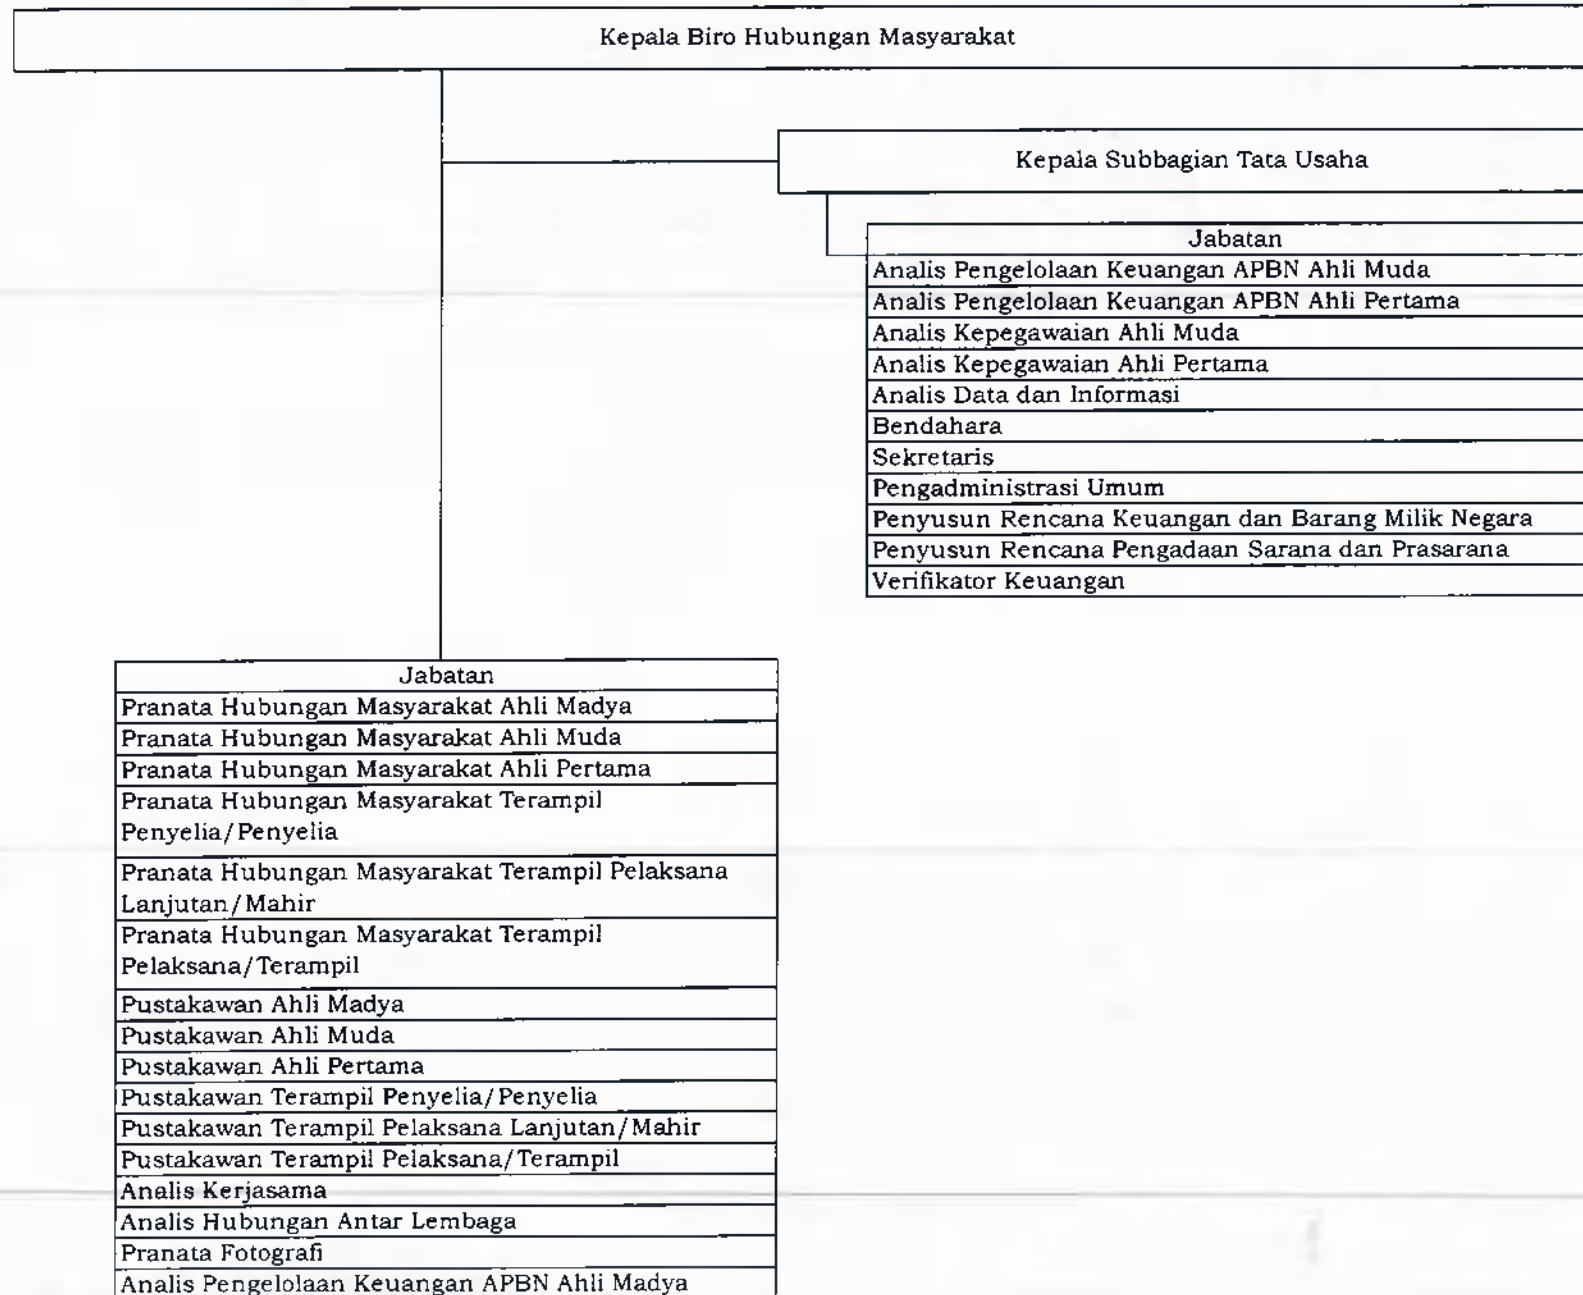 Kepala Biro Hubungan Masyarakat
Kepala Subbagian Tata Usaha
Jabatan
Analis Pengelolaan Keuangan APBN Ahli Muda
Analis Pengelolaan Keuangan APBN Ahli Pertama
Analis Kepegawaian Ahli Muda
Analis Kepegawaian Ahli Pertama
Analis Data dan Informasi
Bendahara
Sekretaris
Pengadministrasi Umum
Penyusun Rencana Keuangan dan Barang Milik Negara
Penyusun Rencana Pengadaan Sarana dan Prasarana
Verifikator Keuangan
Jabatan
Pranata Hubungan Masyarakat Ahli Madya
Pranata Hubungan Masyarakat Ahli Muda
Pranata Hubungan Masyarakat Ahli Pertama
Pranata Hubungan Masyarakat Terampil
Penyelia/Penyelia
Pranata Hubungan Masyarakat Terampil Pelaksana
Lanjutan/Mahir
Pranata Hubungan Masyarakat Terampil
Pelaksana/Terampil
Pustakawan Ahli Madya
Pustakawan Ahli Muda
Pustakawan Ahli Pertama
Pustakawan Terampil Penyelia/Penyelia
Pustakawan Terampil Pelaksana Lanjutan/Mahir
Pustakawan Terampil Pelaksana/Terampil
Analis Kerjasama
Analis Hubungan Antar Lembaga
Pranata Fotografi
Analis Pengelolaan Keuangan APBN Ahli Madya